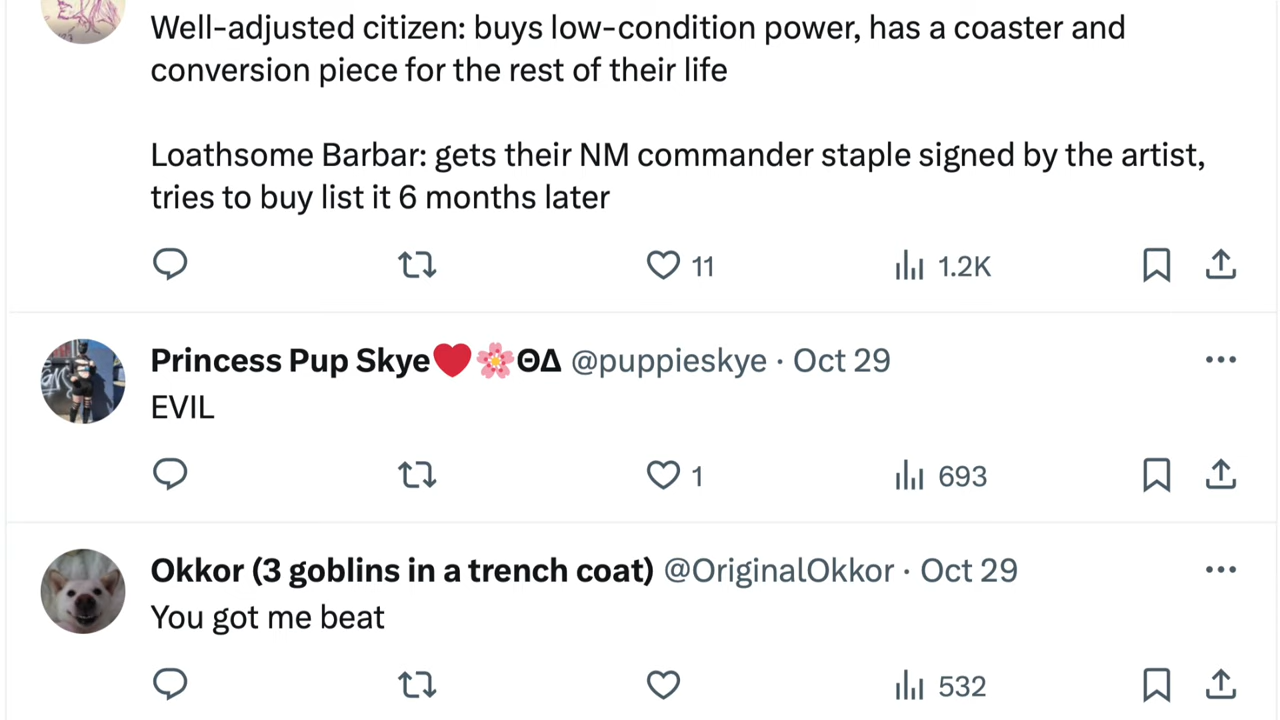 Well-adjusted citizen: buys low-condition power, has a coaster and
conversion piece for the rest of their life
Loathsome Barbar: gets their NM commander staple signed by the artist,
tries to buy list it 6 months later
11 1.2K
Princess Pup Skye❤️🌸ΘΔ @puppieskye · Oct 29
EVIL
1 693
Okkor (3 goblins in a trench coat) @OriginalOkkor · Oct 29
You got me beat
532